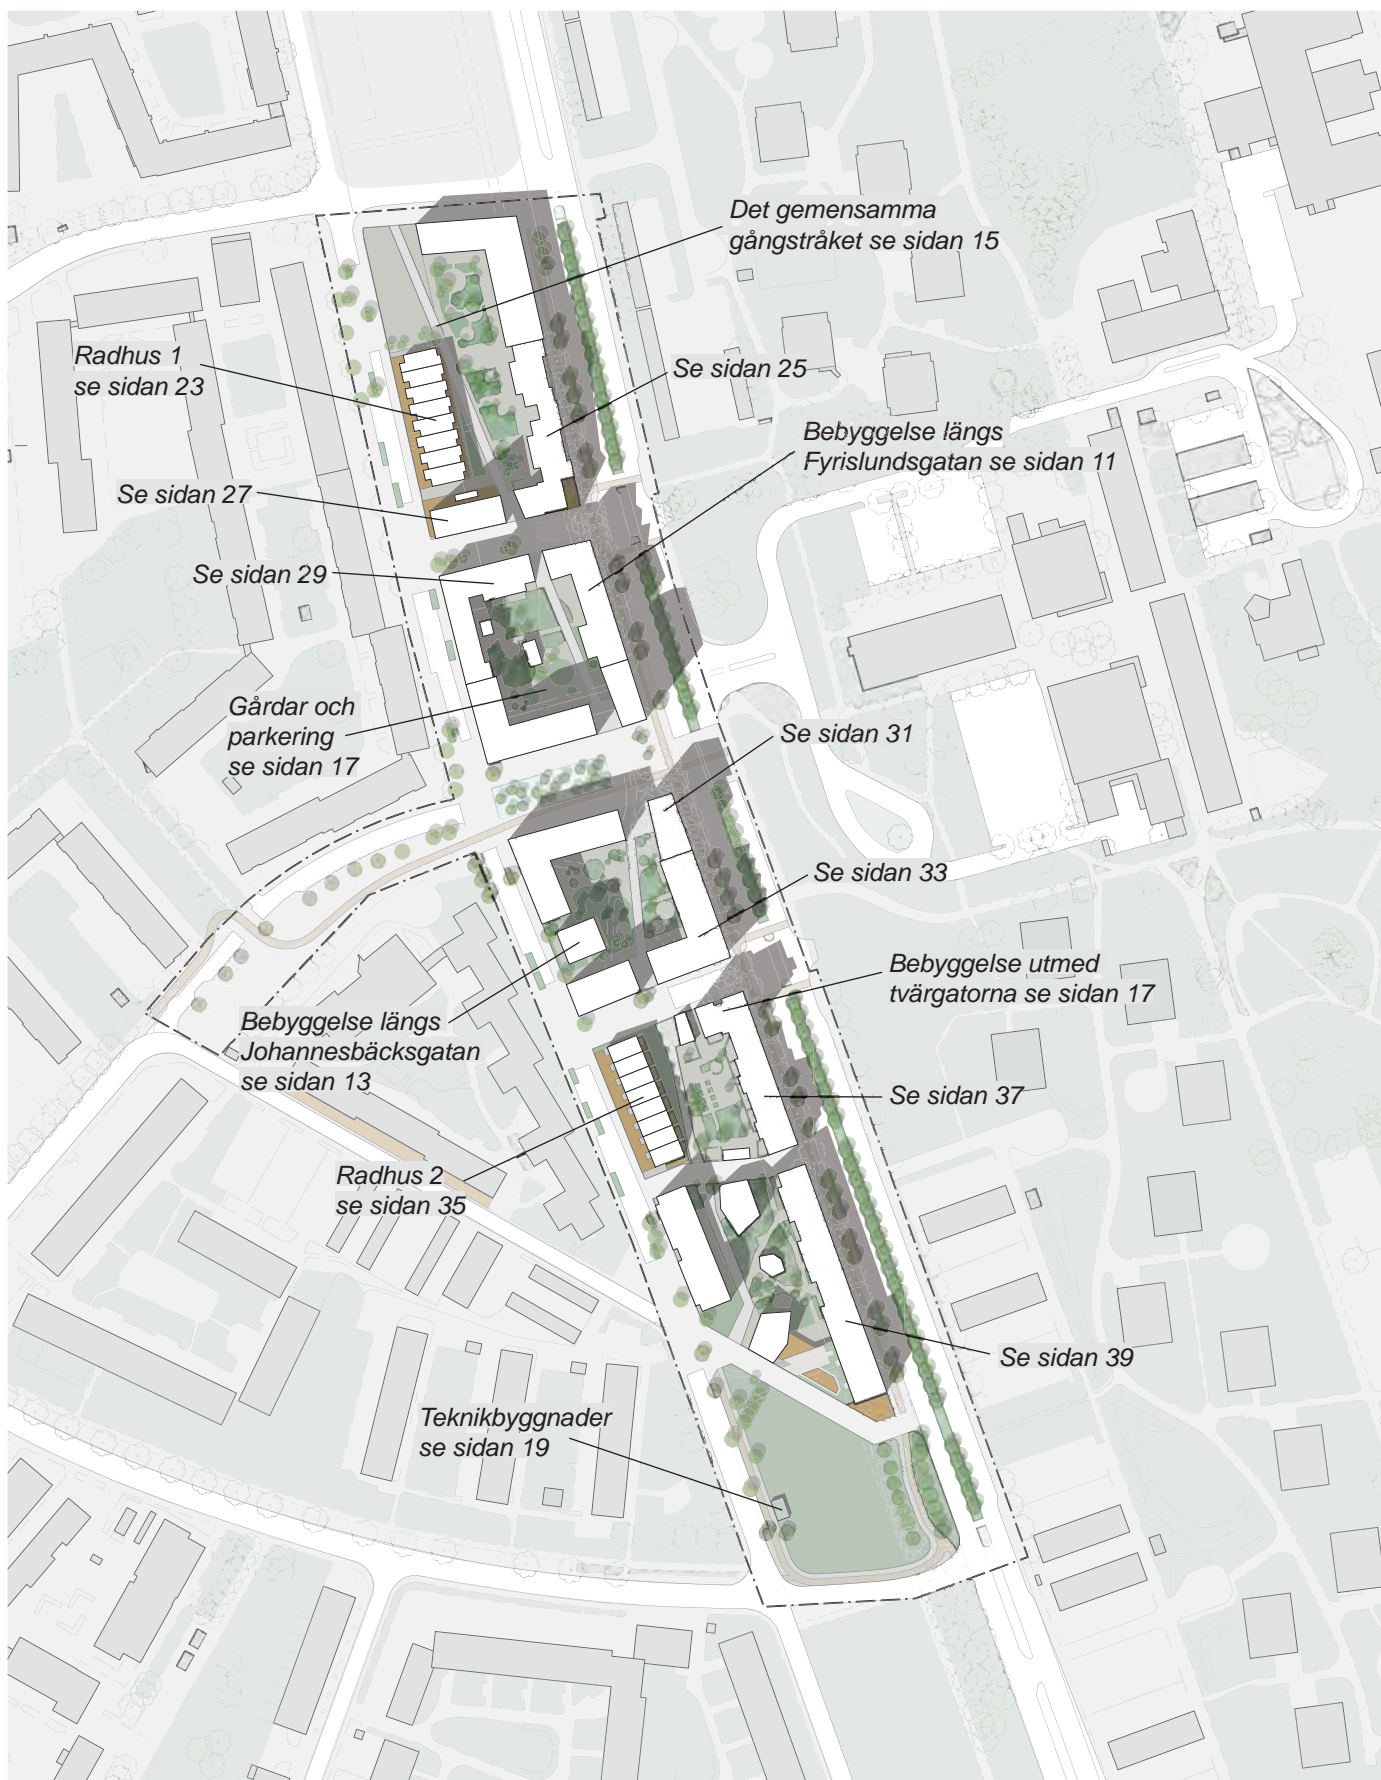 Det gemensamma
gångstråket se sidan 15
Radhus 1
se sidan 23
Se sidan 25
Bebyggelse längs
Fyrislundsgatan se sidan 11
Se sidan 27
Se sidan 29
Gårdar och
parkering
se sidan 17
Se sidan 31
Se sidan 33
Bebyggelse utmed
tvärgatorna se sidan 17
Bebyggelse längs
Johannesbäcksgatan
se sidan 13
Se sidan 37
Radhus 2
se sidan 35
Se sidan 39
Teknikbyggnader
se sidan 19